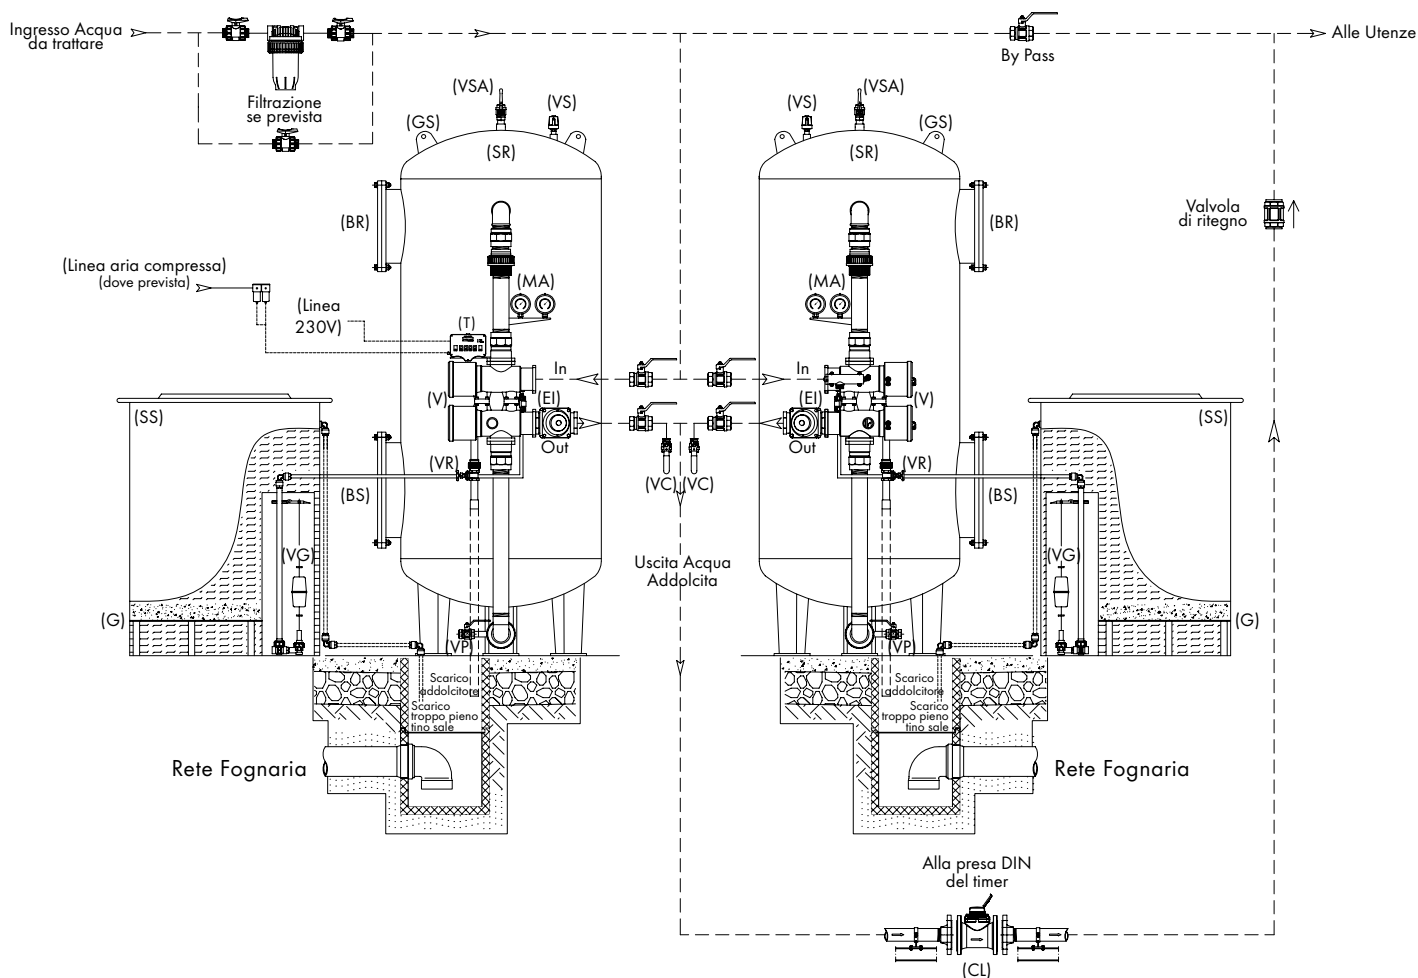 Ingresso Acqua
da trattare
Alle Utenze
By Pass
Filtrazione
se prevista
(VSA)
(VS)
(GS)
(SR)
(VS)
(VSA)
(GS)
(SR)
(BR)
(BR)
Valvola
di ritegno
(Linea aria compressa)
(dove prevista)
(MA)
(MA)
(Linea
230V)
(T)
In
In
(V)
(EI)
(EI)
(V)
(SS)
(SS)
Out
Out
(VR)
(VR)
(BS)
(VC)
(VC)
(BS)
(VG)
(VG)
Uscita Acqua
Addolcita
(G)
(G)
(VP)
(VP)
Scarico
addolcitore
Scarico
troppo pieno
tino sale
Scarico
addolcitore
Scarico
troppo pieno
tino sale
Rete Fognaria
Rete Fognaria
Alla presa DIN
del timer
(CL)